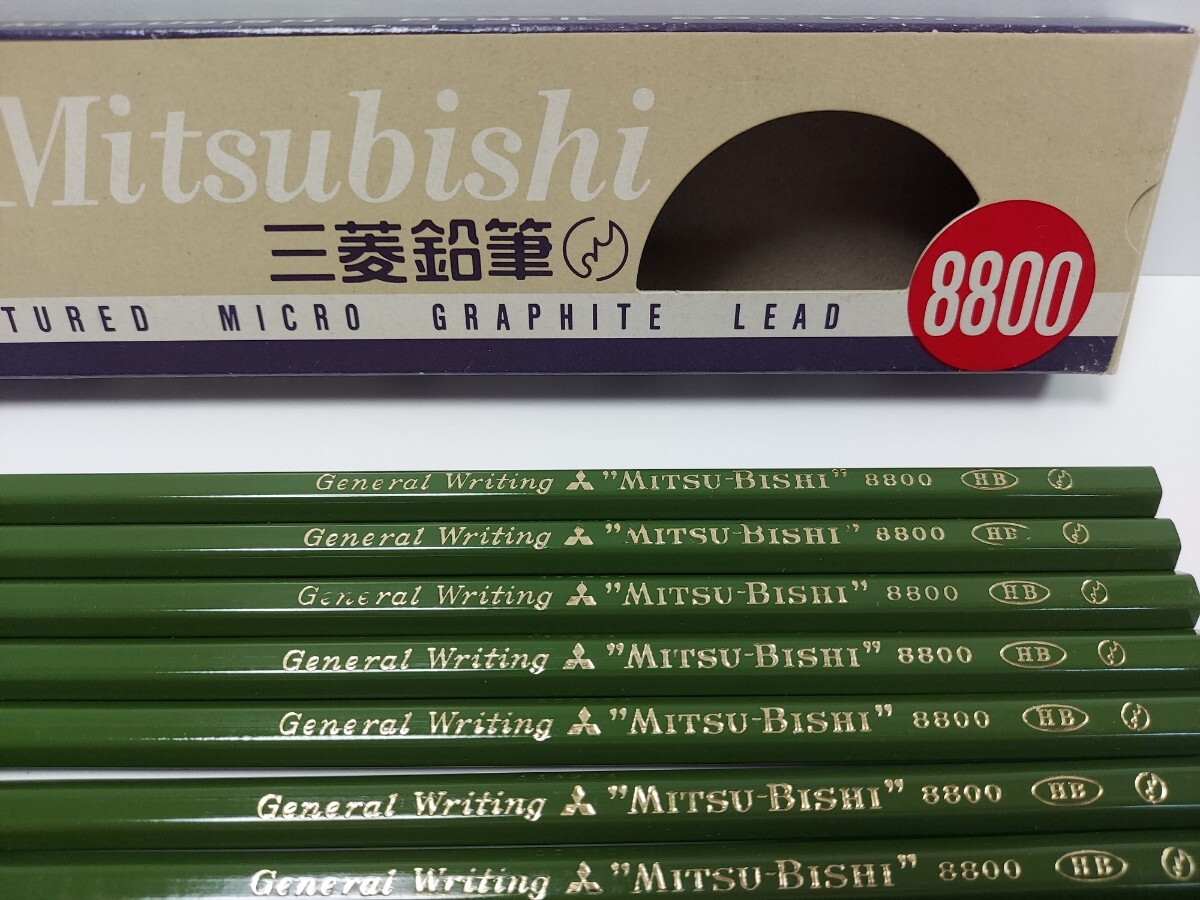 Mitsubishi
三菱鉛筆
TURED MICRO GRAPHITE LEAD
8800
General Writing "MITSU-BISHI" 8800 HB
General Writing "MITSU-BISHI" 8800 HB
General Writing "MITSU-BISHI" 8800 HB
General Writing "MITSU-BISHI" 8800 HB
General Writing "MITSU-BISHI" 8800 HB
General Writing "MITSU-BISHI" 8800 HB
General Writing "MITSU-BISHI" 8800 HB